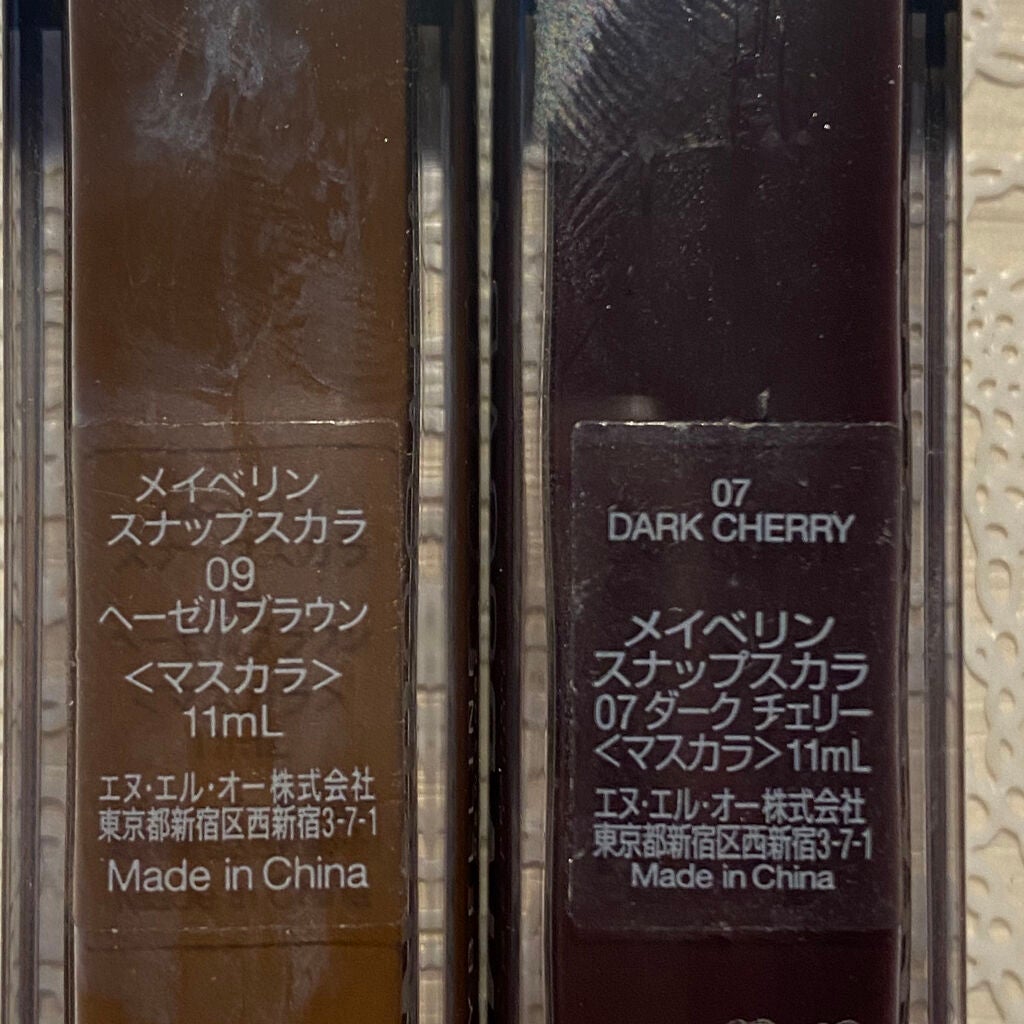 メイベリン
スナップスカラ
09
ヘーゼルブラウン
<マスカラ>
11mL
エヌ・エル・オー株式会社
東京都新宿区西新宿3-7-1
Made in China
07
DARK CHERRY
メイベリン
スナップスカラ
07 ダーク チェリー
<マスカラ>11mL
エヌ・エル・オー株式会社
東京都新宿区西新宿3-7-1
Made in China